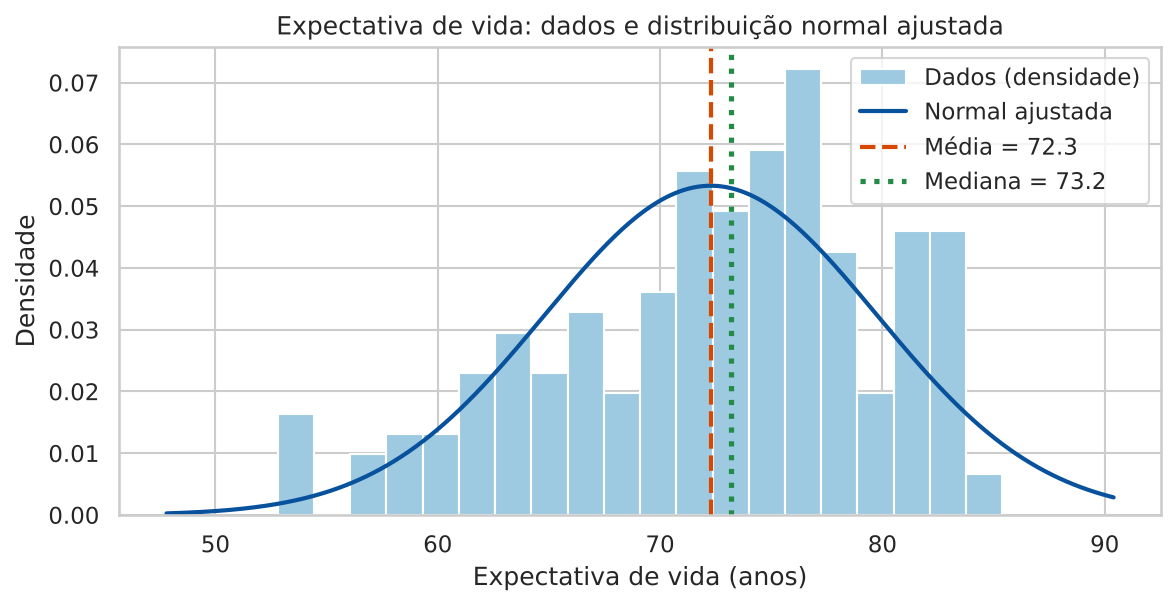 Expectativa de vida: dados e distribuição normal ajustada
Densidade
0.07
0.06
0.05
0.04
0.03
0.02
0.01
0.00
Dados (densidade)
Normal ajustada
Média = 72.3
Mediana = 73.2
50
60
70
80
90
Expectativa de vida (anos)